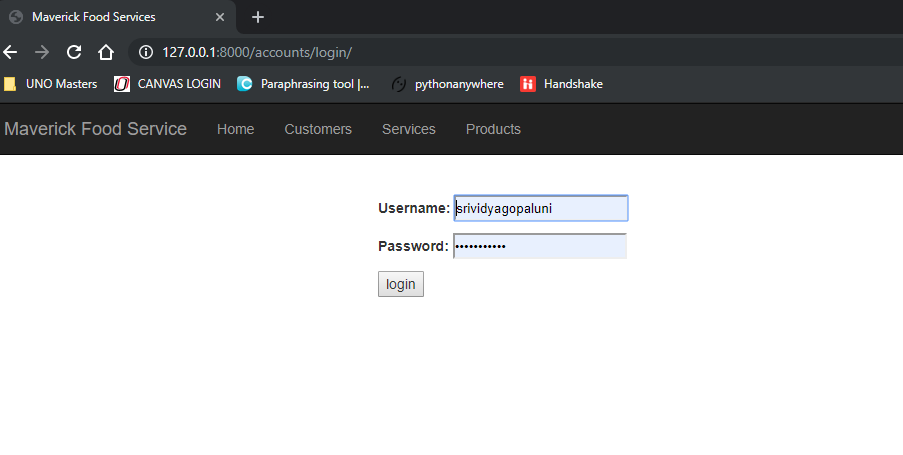 Maverick Food Services
127.0.0.1:8000/accounts/login/
UNO Masters CANVAS LOGIN Paraphrasing tool |... pythonanywhere Handshake
Maverick Food Service Home Customers Services Products
Username: srividyagopaluni
Password: •••••••••••
login